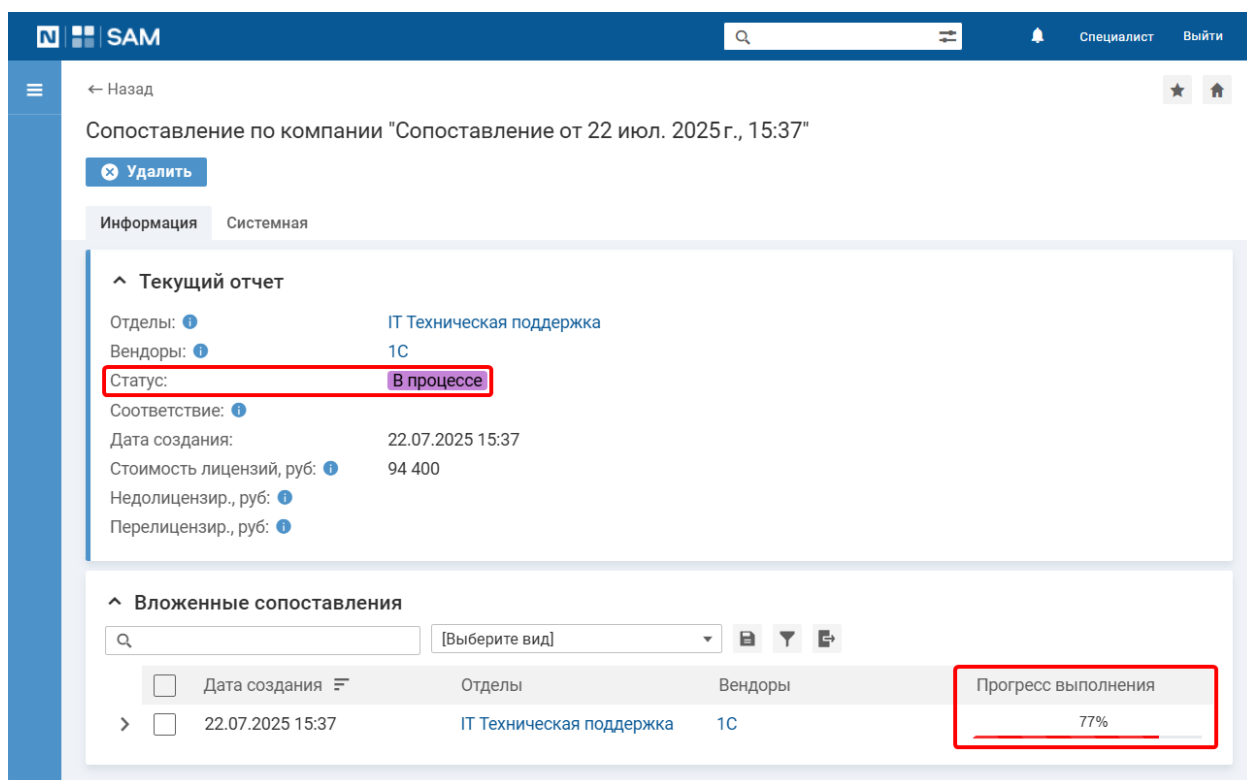 N SAM Специалист Выйти
← Назад
Сопоставление по компании "Сопоставление от 22 июл. 2025 г., 15:37"
Удалить
Информация Системная
Текущий отчет
Отделы: IT Техническая поддержка
Вендоры: 1С
Статус: В процессе
Соответствие:
Дата создания: 22.07.2025 15:37
Стоимость лицензий, руб: 94 400
Недолицензир., руб:
Перелицензир., руб:
Вложенные сопоставления
[Выберите вид]
Дата создания Отделы Вендоры Прогресс выполнения
22.07.2025 15:37 IT Техническая поддержка 1С 77%